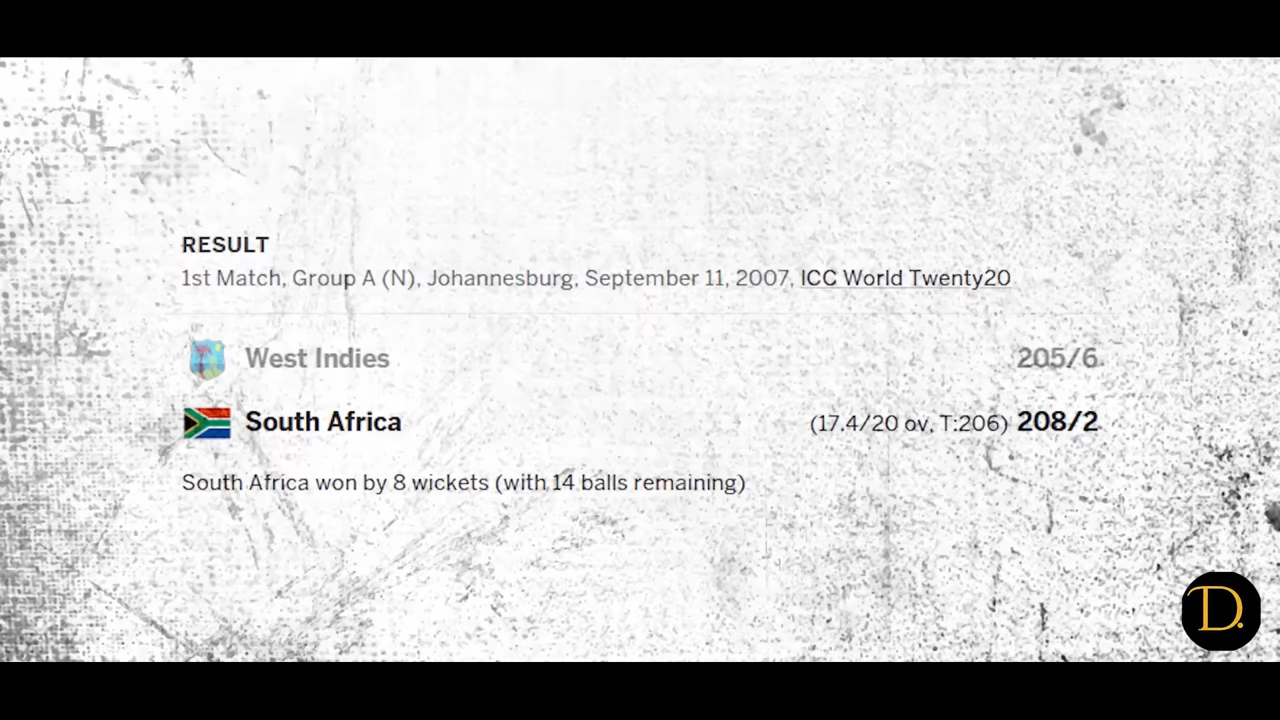 RESULT
1st Match, Group A (N), Johannesburg, September 11, 2007, ICC World Twenty20
West Indies 205/6
South Africa (17.4/20 ov, T:206) 208/2
South Africa won by 8 wickets (with 14 balls remaining)
D.